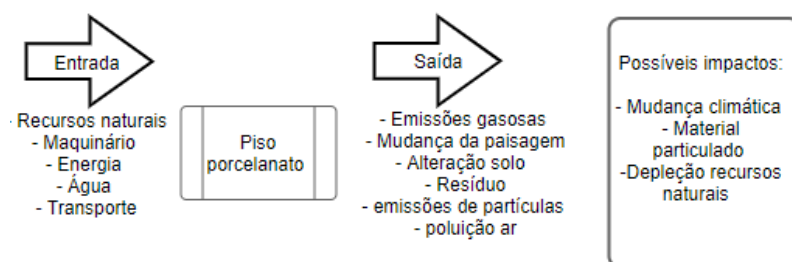 Entrada
- Recursos naturais
- Maquinário
- Energia
- Água
- Transporte
Piso
porcelanato
Saída
- Emissões gasosas
- Mudança da paisagem
- Alteração solo
- Resíduo
- emissões de partículas
- poluição ar
Possíveis impactos:
- Mudança climática
- Material
particulado
-Depleção recursos
naturais